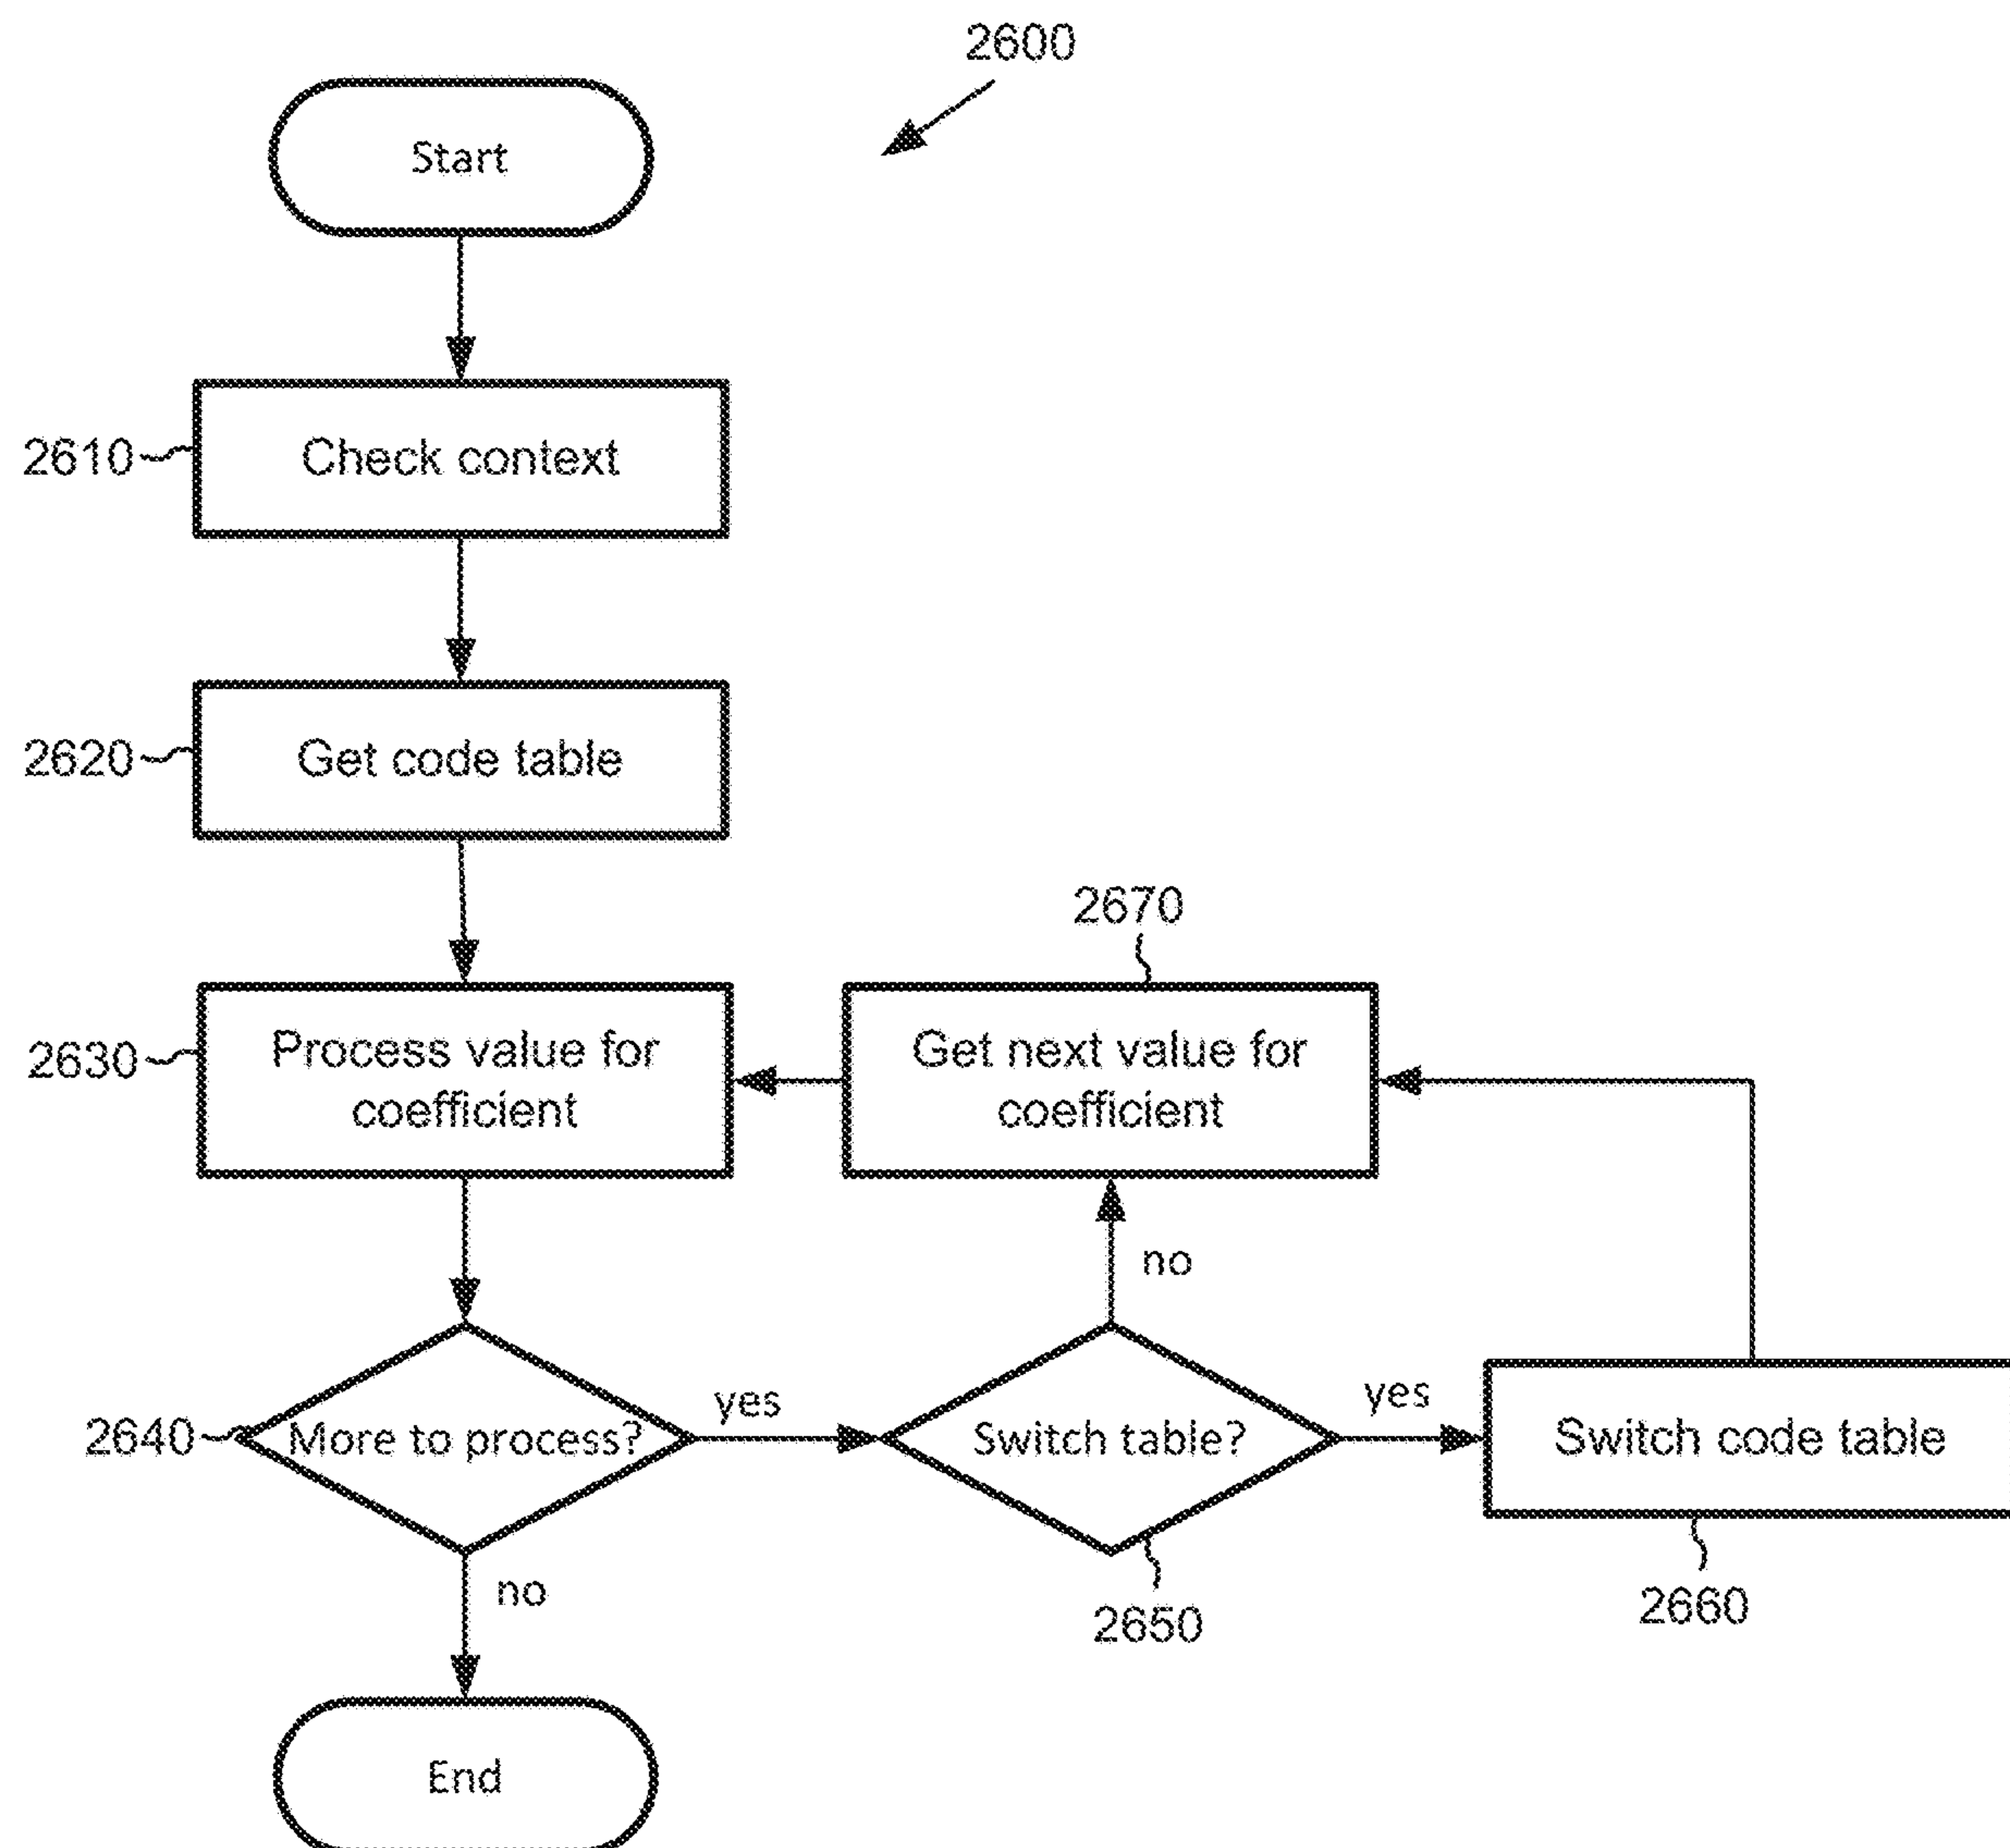 2600
Start
2610
Check context
2620
Get code table
2670
2630
Process value for
coefficient
Get next value for
coefficient
no
2640
More to process?
yes
Switch table?
yes
Switch code table
no
2650
2660
End